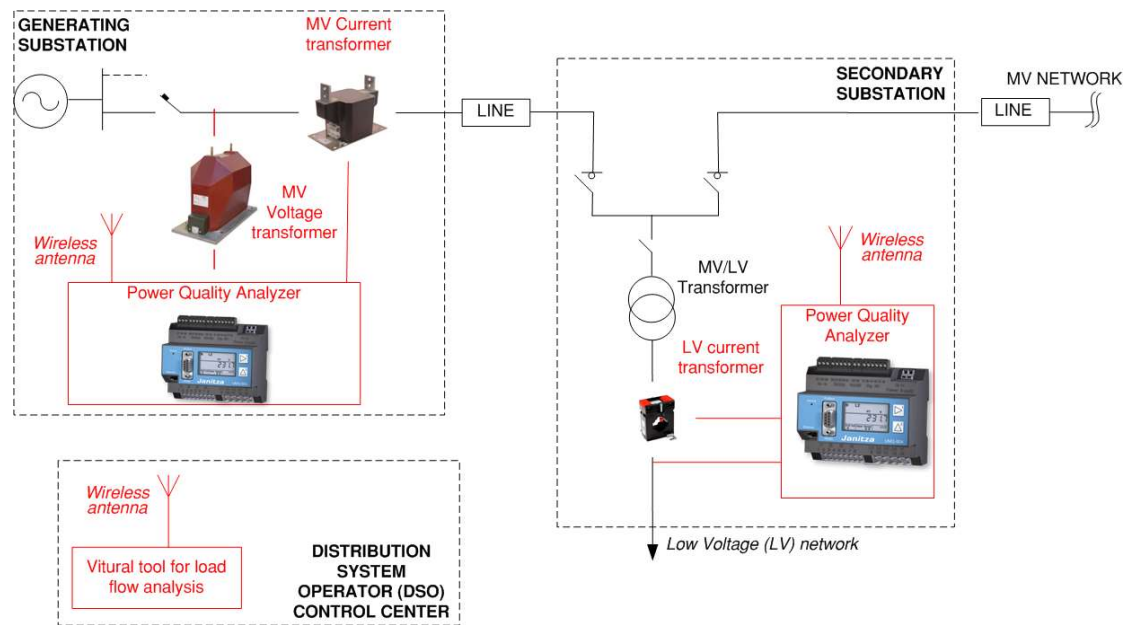 GENERATING
SUBSTATION
MV Current
transformer
MV
Voltage
transformer
Wireless
antenna
Power Quality Analyzer
Janitza
LINE
SECONDARY
SUBSTATION
LINE
MV NETWORK
MV/LV
Transformer
LV current
transformer
Wireless
antenna
Power Quality
Analyzer
Janitza
Low Voltage (LV) network
Wireless
antenna
Vitural tool for load
flow analysis
DISTRIBUTION
SYSTEM
OPERATOR (DSO)
CONTROL CENTER